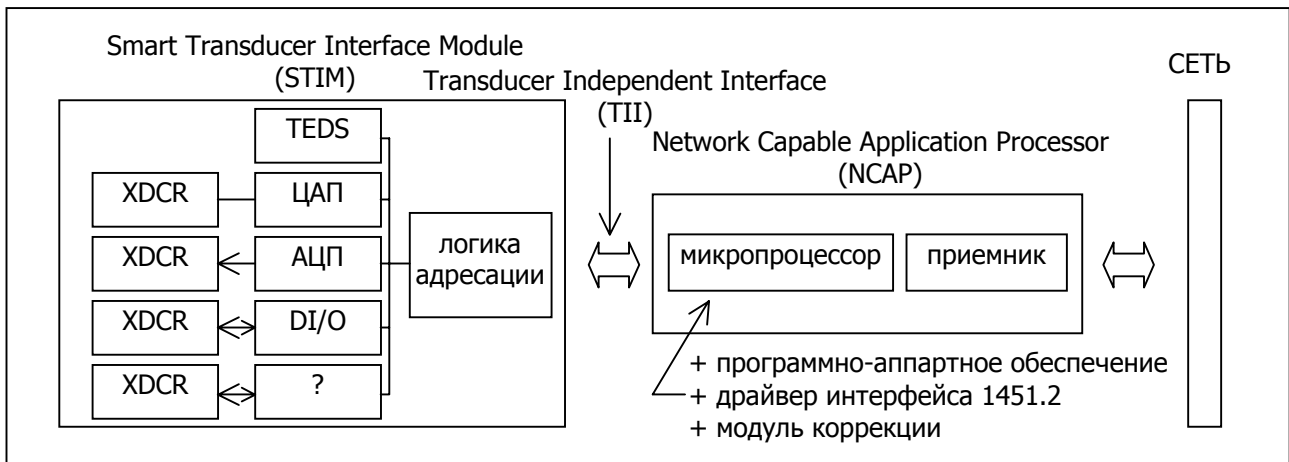 Smart Transducer Interface Module
(STIM)
Transducer Independent Interface
(TII)
СЕТЬ
Network Capable Application Processor
(NCAP)
TEDS
XDCR
ЦАП
XDCR
АЦП
XDCR
DI/O
XDCR
?
логика
адресации
микропроцессор
приемник
+ программно-аппартное обеспечение
+ драйвер интерфейса 1451.2
+ модуль коррекции